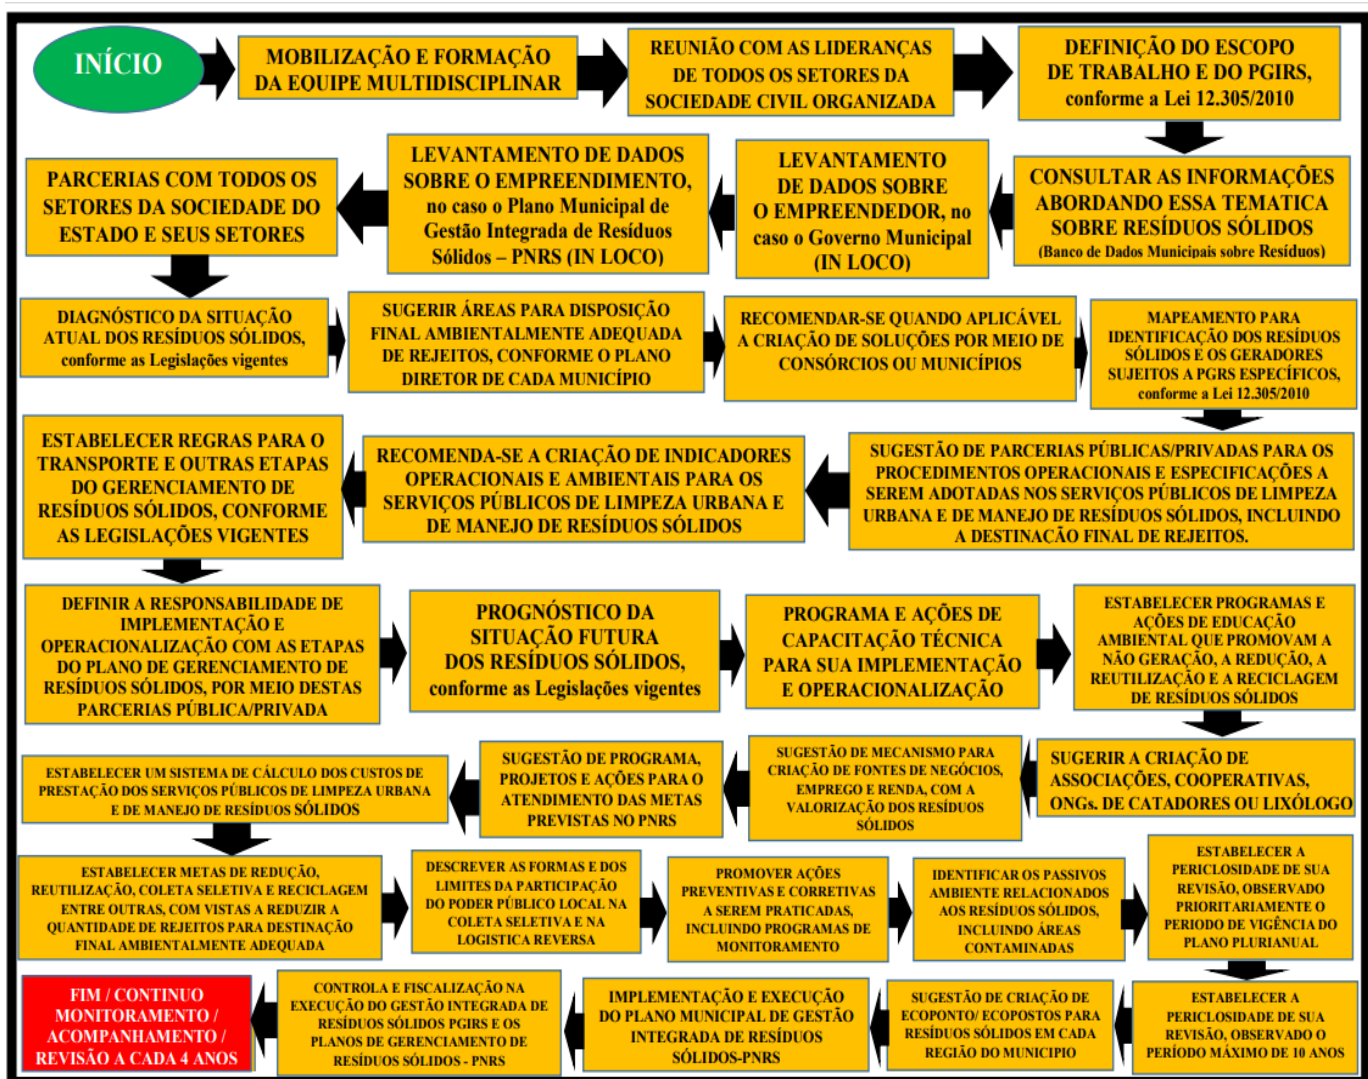 INÍCIO
MOBILIZAÇÃO E FORMAÇÃO
DA EQUIPE MULTIDISCIPLINAR
REUNIÃO COM AS LIDERANÇAS
DE TODOS OS SETORES DA
SOCIEDADE CIVIL ORGANIZADA
DEFINIÇÃO DO ESCOPO
DE TRABALHO E DO PGIRS,
conforme a Lei 12.305/2010
CONSULTAR AS INFORMAÇÕES
ABORDANDO ESSA TEMATICA
SOBRE RESÍDUOS SÓLIDOS
(Banco de Dados Municipais sobre Resíduos)
LEVANTAMENTO
DE DADOS SOBRE
O EMPREENDEDOR, no
caso o Governo Municipal
(IN LOCO)
LEVANTAMENTO DE DADOS
SOBRE O EMPREENDIMENTO,
no caso o Plano Municipal de
Gestão Integrada de Resíduos
Sólidos – PNRS (IN LOCO)
PARCERIAS COM TODOS OS
SETORES DA SOCIEDADE DO
ESTADO E SEUS SETORES
DIAGNÓSTICO DA SITUAÇÃO
ATUAL DOS RESÍDUOS SÓLIDOS,
conforme as Legislações vigentes
SUGERIR ÁREAS PARA DISPOSIÇÃO
FINAL AMBIENTALMENTE ADEQUADA
DE REJEITOS, CONFORME O PLANO
DIRETOR DE CADA MUNICÍPIO
RECOMENDAR-SE QUANDO APLICÁVEL
A CRIAÇÃO DE SOLUÇÕES POR MEIO DE
CONSÓRCIOS OU MUNICÍPIOS
MAPEAMENTO PARA
IDENTIFICAÇÃO DOS RESÍDUOS
SÓLIDOS E OS GERADORES
SUJEITOS A PGRS ESPECÍFICOS,
conforme a Lei 12.305/2010
SUGESTÃO DE PARCERIAS PÚBLICAS/PRIVADAS PARA OS
PROCEDIMENTOS OPERACIONAIS E ESPECIFICAÇÕES A
SEREM ADOTADAS NOS SERVIÇOS PÚBLICOS DE LIMPEZA
URBANA E DE MANEJO DE RESÍDUOS SÓLIDOS, INCLUINDO
A DESTINAÇÃO FINAL DE REJEITOS.
RECOMENDA-SE A CRIAÇÃO DE INDICADORES
OPERACIONAIS E AMBIENTAIS PARA OS
SERVIÇOS PÚBLICOS DE LIMPEZA URBANA E
DE MANEJO DE RESÍDUOS SÓLIDOS
ESTABELECER REGRAS PARA O
TRANSPORTE E OUTRAS ETAPAS
DO GERENCIAMENTO DE
RESÍDUOS SÓLIDOS, CONFORME
AS LEGISLAÇÕES VIGENTES
DEFINIR A RESPONSABILIDADE DE
IMPLEMENTAÇÃO E
OPERACIONALIZAÇÃO COM AS ETAPAS
DO PLANO DE GERENCIAMENTO DE
RESÍDUOS SÓLIDOS, POR MEIO DESTAS
PARCERIAS PÚBLICA/PRIVADA
PROGNÓSTICO DA
SITUAÇÃO FUTURA
DOS RESÍDUOS SÓLIDOS,
conforme as Legislações vigentes
PROGRAMA E AÇÕES DE
CAPACITAÇÃO TÉCNICA
PARA SUA IMPLEMENTAÇÃO
E OPERACIONALIZAÇÃO
ESTABELECER PROGRAMAS E
AÇÕES DE EDUCAÇÃO
AMBIENTAL QUE PROMOVAM A
NÃO GERAÇÃO, A REDUÇÃO, A
REUTILIZAÇÃO E A RECICLAGEM
DE RESÍDUOS SÓLIDOS
SUGERIR A CRIAÇÃO DE
ASSOCIAÇÕES, COOPERATIVAS,
ONGs. DE CATADORES OU LIXÓLOGO
SUGESTÃO DE MECANISMO PARA
CRIAÇÃO DE FONTES DE NEGÓCIOS,
EMPREGO E RENDA, COM A
VALORIZAÇÃO DOS RESÍDUOS
SÓLIDOS
SUGESTÃO DE PROGRAMA,
PROJETOS E AÇÕES PARA O
ATENDIMENTO DAS METAS
PREVISTAS NO PNRS
ESTABELECER UM SISTEMA DE CÁLCULO DOS CUSTOS DE
PRESTAÇÃO DOS SERVIÇOS PÚBLICOS DE LIMPEZA URBANA
E DE MANEJO DE RESÍDUOS SÓLIDOS
ESTABELECER METAS DE REDUÇÃO,
REUTILIZAÇÃO, COLETA SELETIVA E RECICLAGEM
ENTRE OUTRAS, COM VISTAS A REDUZIR A
QUANTIDADE DE REJEITOS PARA DESTINAÇÃO
FINAL AMBIENTALMENTE ADEQUADA
DESCREVER AS FORMAS E DOS
LIMITES DA PARTICIPAÇÃO
DO PODER PÚBLICO LOCAL NA
COLETA SELETIVA E NA
LOGISTICA REVERSA
PROMOVER AÇÕES
PREVENTIVAS E CORRETIVAS
A SEREM PRATICADAS,
INCLUINDO PROGRAMAS DE
MONITORAMENTO
IDENTIFICAR OS PASSIVOS
AMBIENTE RELACIONADOS
AOS RESÍDUOS SÓLIDOS,
INCLUINDO ÁREAS
CONTAMINADAS
ESTABELECER A
PERICLOSIDADE DE SUA
REVISÃO, OBSERVADO
PRIORITARIAMENTE O
PERIODO DE VIGÊNCIA DO
PLANO PLURIANUAL
ESTABELECER A
PERICLOSIDADE DE SUA
REVISÃO, OBSERVADO O
PERÍODO MÁXIMO DE 10 ANOS
SUGESTÃO DE CRIAÇÃO DE
ECOPONTO/ ECOPOSTOS PARA
RESÍDUOS SÓLIDOS EM CADA
REGIÃO DO MUNICIPIO
IMPLEMENTAÇÃO E EXECUÇÃO
DO PLANO MUNICIPAL DE GESTÃO
INTEGRADA DE RESÍDUOS
SÓLIDOS-PNRS
CONTROLA E FISCALIZAÇÃO NA
EXECUÇÃO DO GESTÃO INTEGRADA DE
RESÍDUOS SÓLIDOS PGIRS E OS
PLANOS DE GERENCIAMENTO DE
RESÍDUOS SÓLIDOS - PNRS
FIM / CONTINUO
MONITORAMENTO /
ACOMPANHAMENTO /
REVISÃO A CADA 4 ANOS